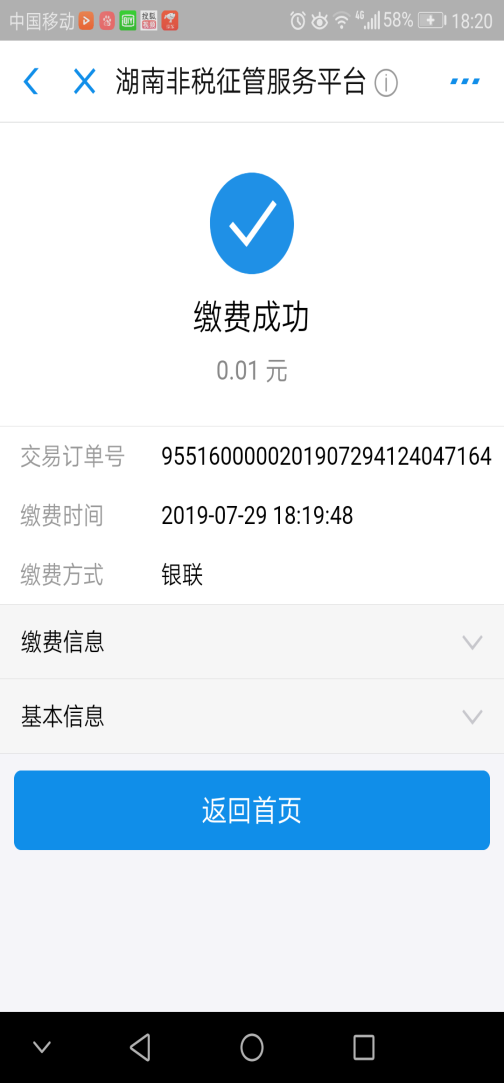 中国移动 58% 18:20
湖南非税征管服务平台
缴费成功
0.01 元
交易订单号 9551600000201907294124047164
缴费时间 2019-07-29 18:19:48
缴费方式 银联
缴费信息
基本信息
返回首页